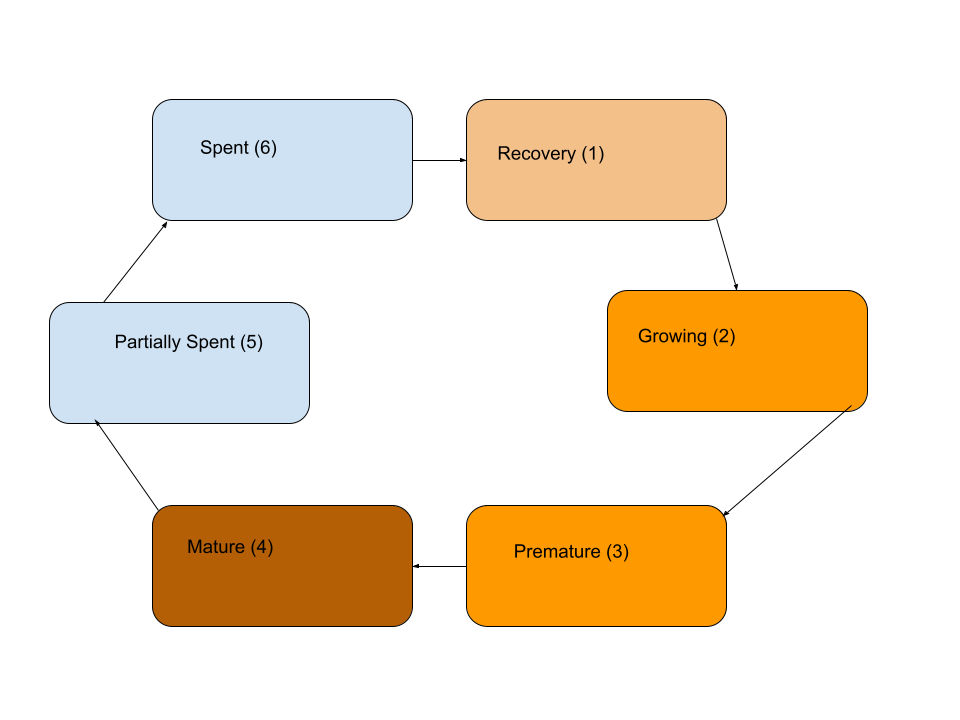 Spent (6)
Recovery (1)
Growing (2)
Partially Spent (5)
Mature (4)
Premature (3)